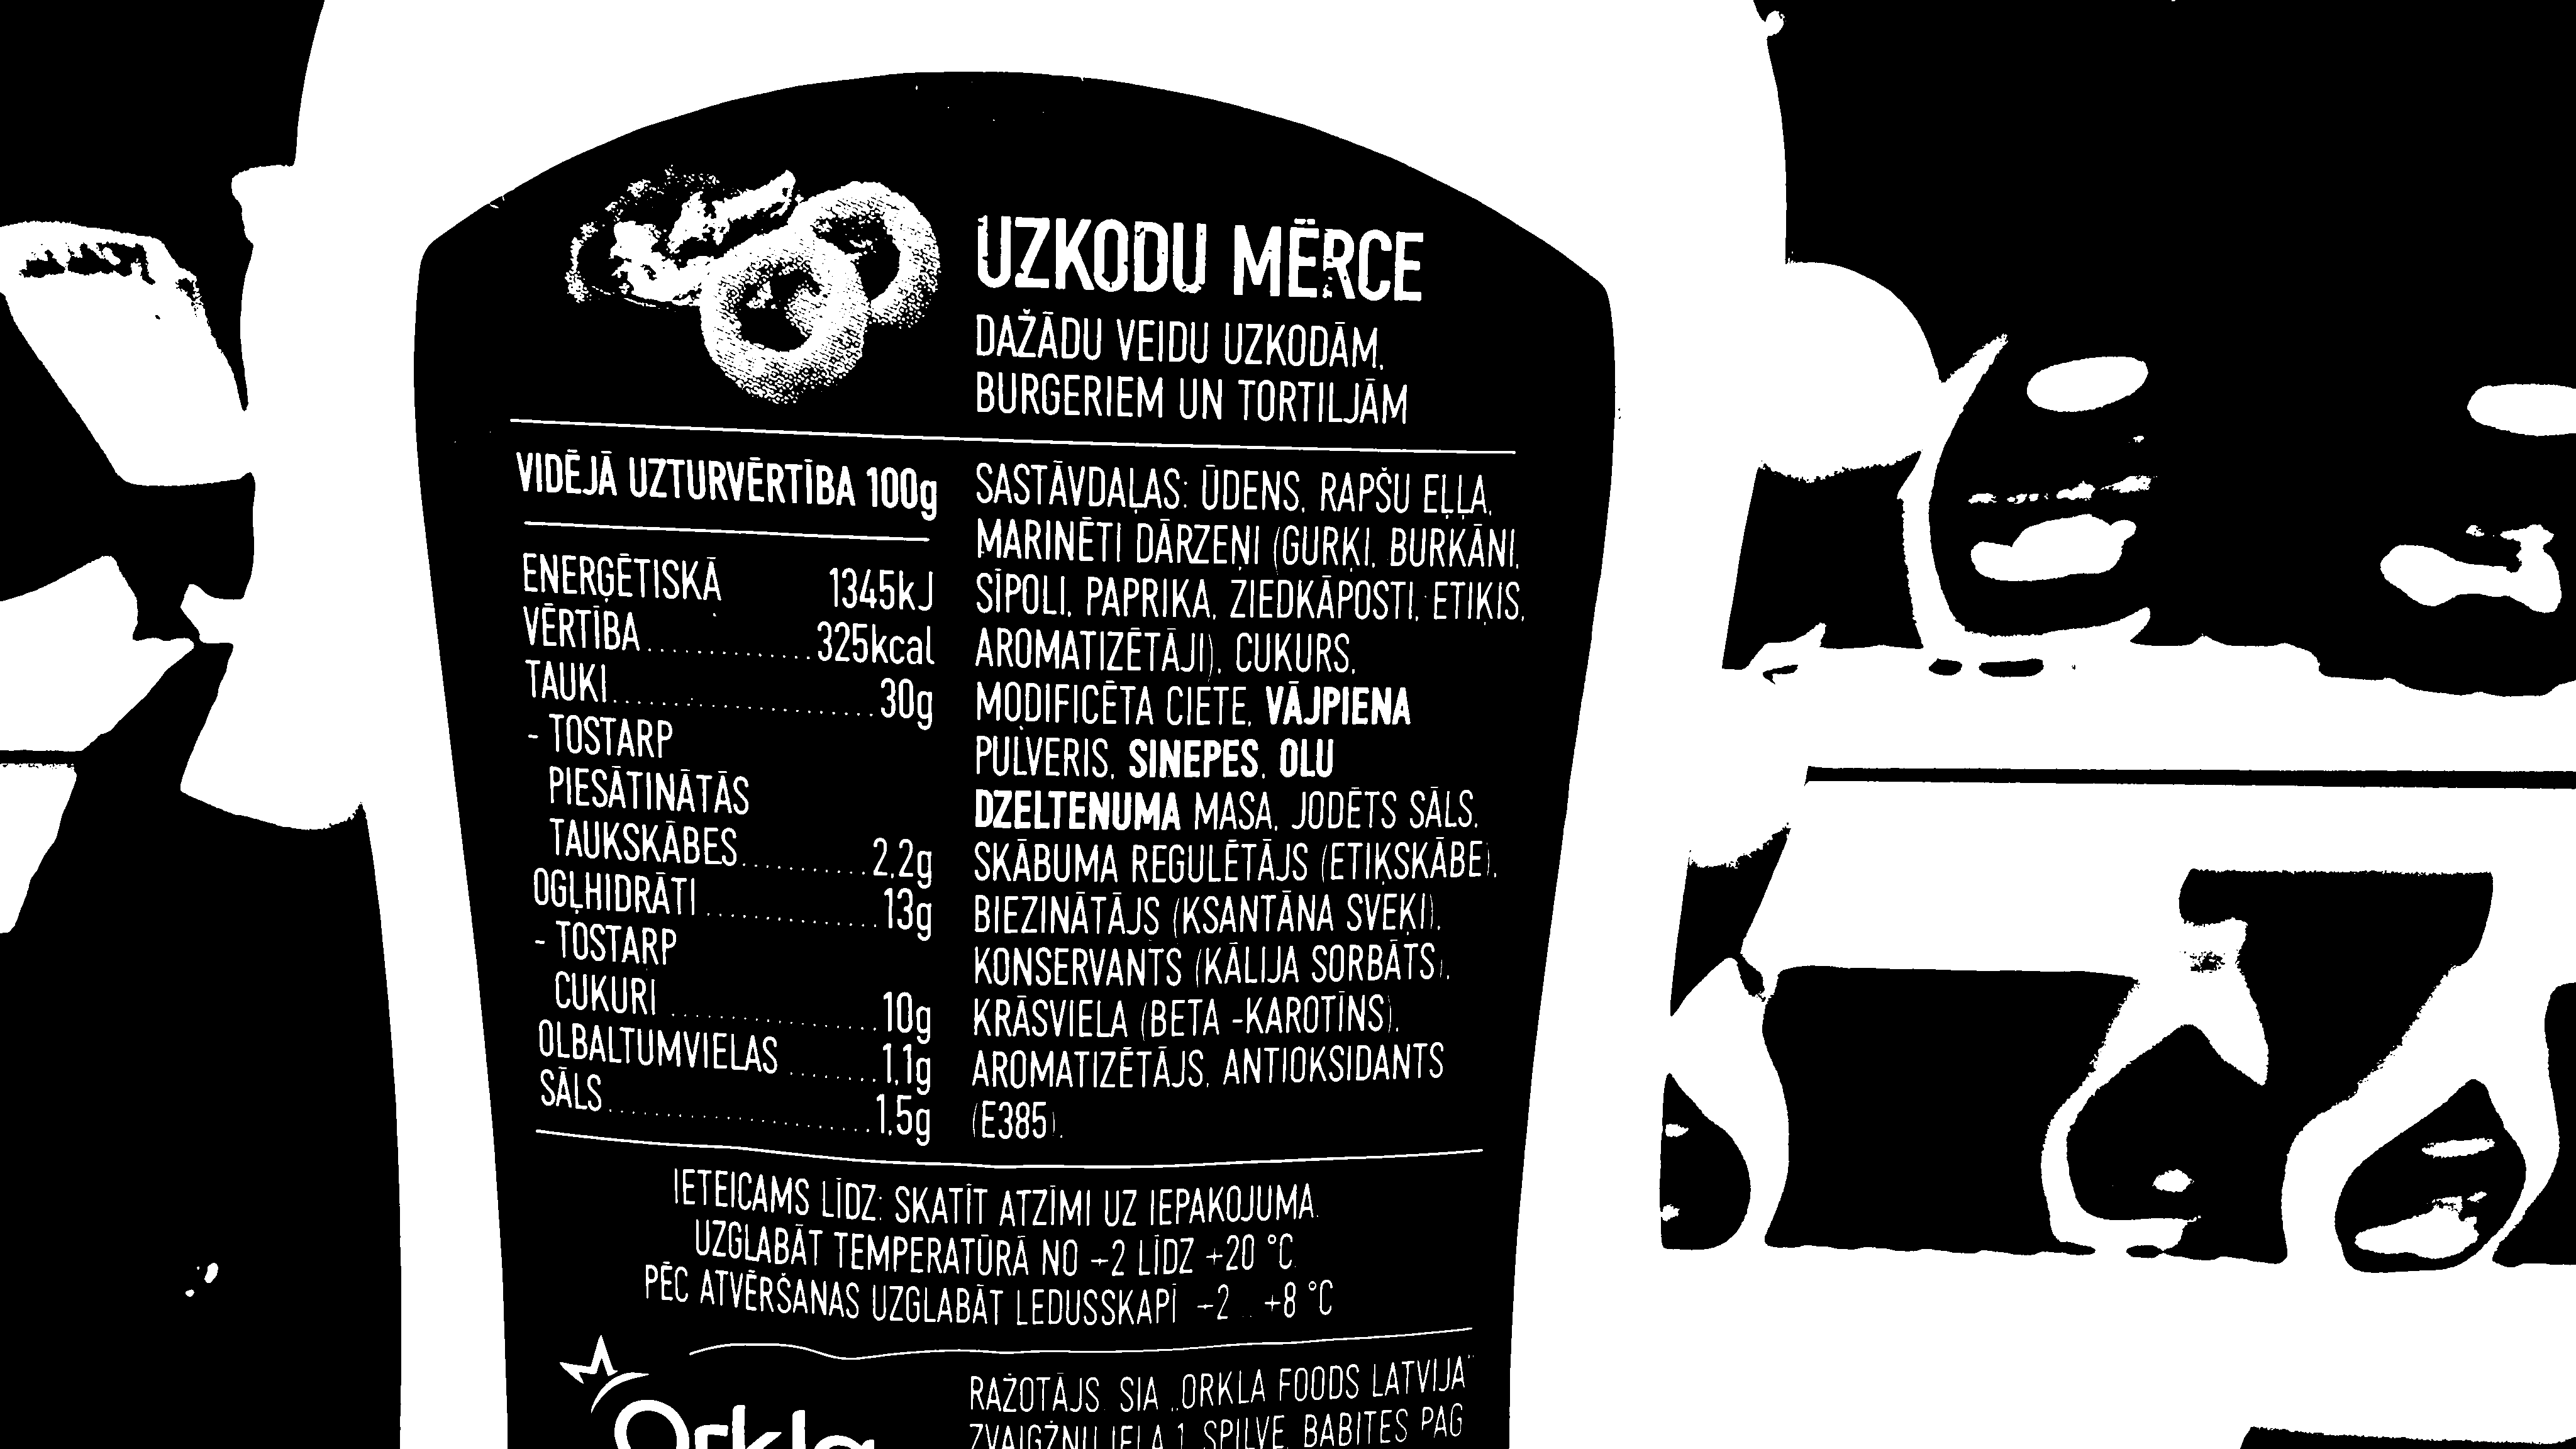 UZKODU MĒRCE
DAŽĀDU VEIDU UZKODĀM,
BURGERIEM UN TORTILJĀM
VIDĒJĀ UZTURVĒRTĪBA 100g
ENERĢĒTISKĀ 1345kJ
VĒRTĪBA.............325kcal
TAUKI.....................30g
- TOSTARP
PIESĀTINĀTĀS
TAUKSKĀBES..........2,2g
OGĻHIDRĀTI..............13g
- TOSTARP
CUKURI.................10g
OLBALTUMVIELAS........1,1g
SĀLS.....................1,5g
SASTĀVDAĻAS: ŪDENS, RAPŠU EĻĻA,
MARINĒTI DĀRZEŅI (GURĶI, BURKĀNI,
SĪPOLI, PAPRIKA, ZIEDKĀPOSTI, ETIĶIS,
AROMATIZĒTĀJI), CUKURS,
MODIFICĒTA CIETE, VĀJPIENA
PULVERIS, SINEPES, OLU
DZELTENUMA MASA, JODĒTS SĀLS,
SKĀBUMA REGULĒTĀJS (ETIĶSKĀBE),
BIEZINĀTĀJS (KSANTĀNA SVEĶI),
KONSERVANTS (KĀLIJA SORBĀTS),
KRĀSVIELA (BETA -KAROTĪNS),
AROMATIZĒTĀJS, ANTIOKSIDANTS
(E385).
IETEICAMS LĪDZ: SKATĪT ATZĪMI UZ IEPAKOJUMA.
UZGLABĀT TEMPERATŪRĀ NO +2 LĪDZ +20 °C.
PĒC ATVĒRŠANAS UZGLABĀT LEDUSSKAPĪ +2 ... +8 °C
Orkla
RAŽOTĀJS: SIA „ORKLA FOODS LATVIJA"
ZVAIGŽŅU IELA 1, SPILVE, BABĪTES PAG